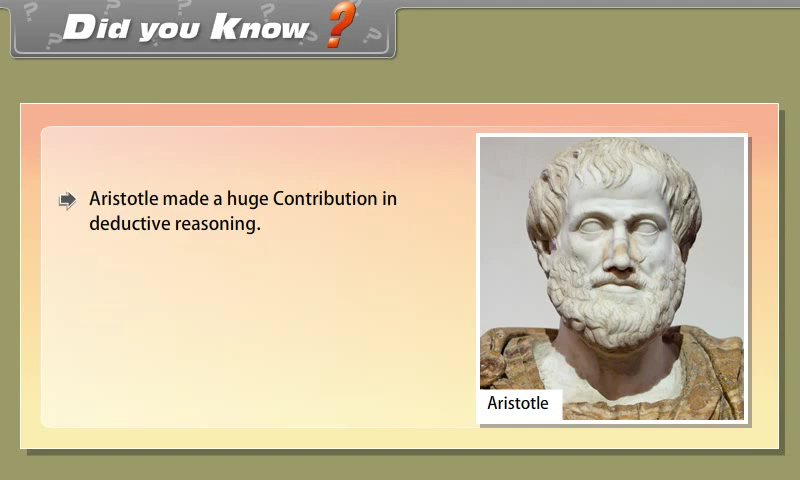 Did you Know ?
Aristotle made a huge Contribution in
deductive reasoning.
Aristotle